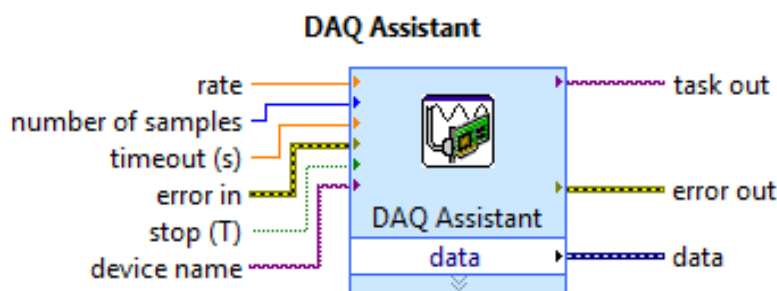 DAQ Assistant
rate
number of samples
timeout (s)
error in
stop (T)
device name
DAQ Assistant
data
task out
error out
data